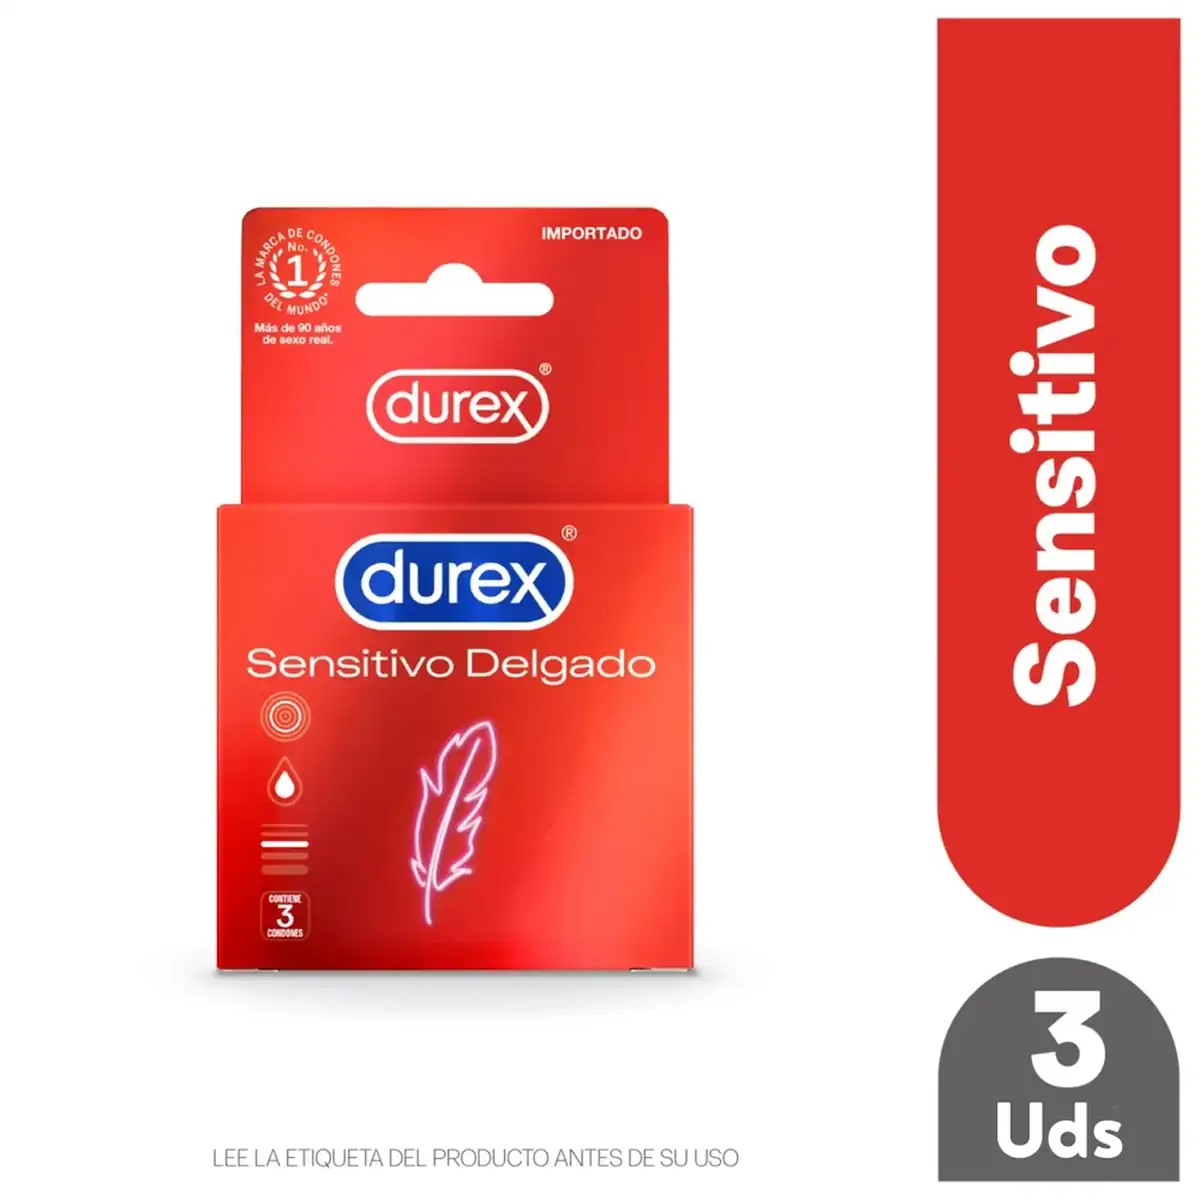 LA MARCA DE CONDONES
No.
1
DEL MUNDO*
Más de 90 años
de sexo real.
IMPORTADO
durex®
durex®
Sensitivo Delgado
CONTIENE
3
CONDONES
Sensitivo
3
Uds
LEE LA ETIQUETA DEL PRODUCTO ANTES DE SU USO